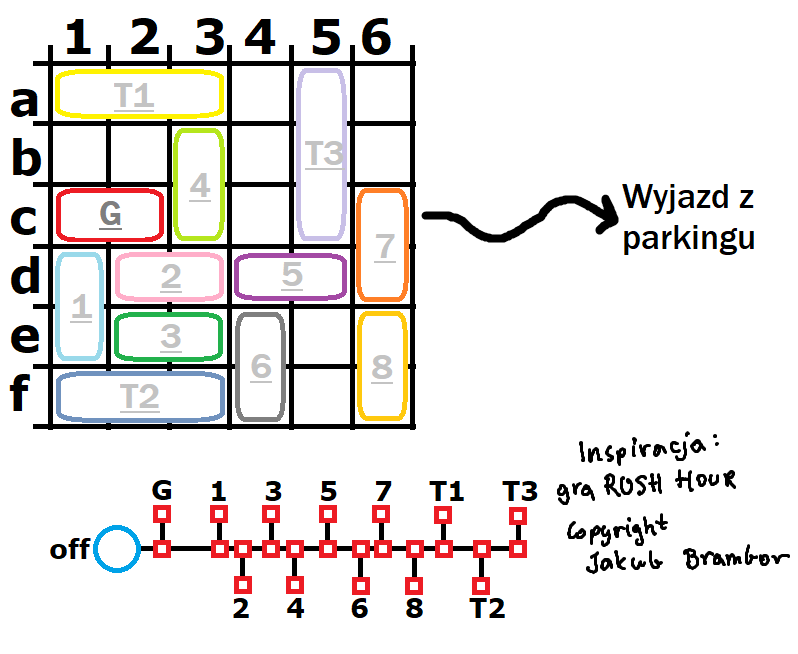 1 2 3 4 5 6
a T1
b 4 T3
c G 7
Wyjazd z
parkingu
d 1 2 5
e 3 6 8
f T2
G 1 3 5 7 T1 T3
off
2 4 6 8 T2
Inspiracja:
gra RUSH HOUR
Copyright
Jakub Brambor